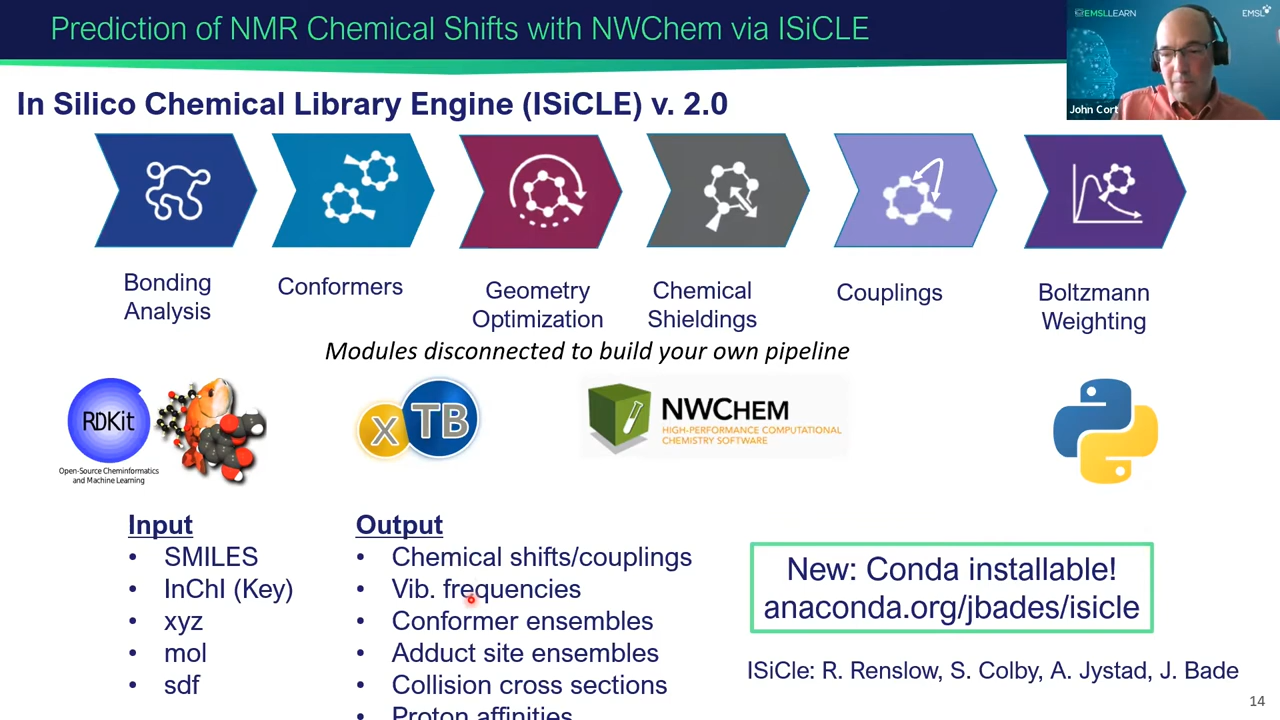 Prediction of NMR Chemical Shifts with NWChem via ISiCLE
EMSLLEARN
EMSL
John Cort
In Silico Chemical Library Engine (ISiCLE) v. 2.0
Bonding
Analysis
Conformers
Geometry
Optimization
Chemical
Shieldings
Couplings
Boltzmann
Weighting
Modules disconnected to build your own pipeline
RDKit
Open-Source Cheminformatics
and Machine Learning
xTB
NWCHEM
HIGH-PERFORMANCE COMPUTATIONAL
CHEMISTRY SOFTWARE
Input
• SMILES
• InChI (Key)
• xyz
• mol
• sdf
Output
• Chemical shifts/couplings
• Vib. frequencies
• Conformer ensembles
• Adduct site ensembles
• Collision cross sections
• Proton affinities
New: Conda installable!
anaconda.org/jbades/isicle
ISiCle: R. Renslow, S. Colby, A. Jystad, J. Bade
14